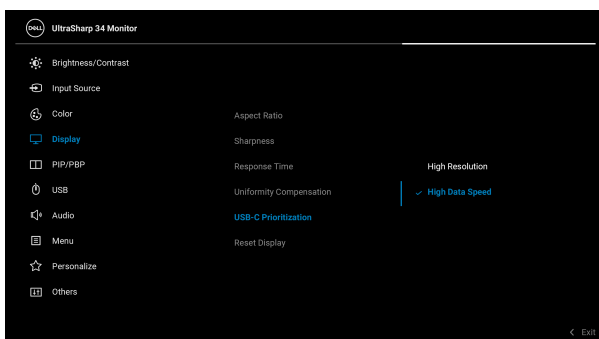 DELL UltraSharp 34 Monitor
Brightness/Contrast
Input Source
Color
Display
PIP/PBP
USB
Audio
Menu
Personalize
Others
Aspect Ratio
Sharpness
Response Time
Uniformity Compensation
USB-C Prioritization
Reset Display
High Resolution
High Data Speed
Exit